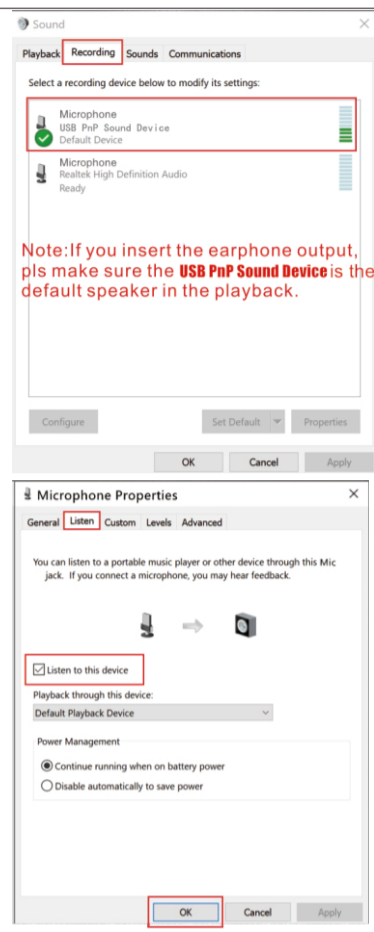 Sound
Playback Recording Sounds Communications
Select a recording device below to modify its settings:
Microphone
USB PnP Sound Device
Default Device
Microphone
Realtek High Definition Audio
Ready
Note:If you insert the earphone output,
pls make sure the USB PnP Sound Device is the
default speaker in the playback.
Configure Set Default Properties
OK Cancel Apply
Microphone Properties
General Listen Custom Levels Advanced
You can listen to a portable music player or other device through this Mic
jack. If you connect a microphone, you may hear feedback.
Listen to this device
Playback through this device:
Default Playback Device
Power Management
Continue running when on battery power
Disable automatically to save power
OK Cancel Apply